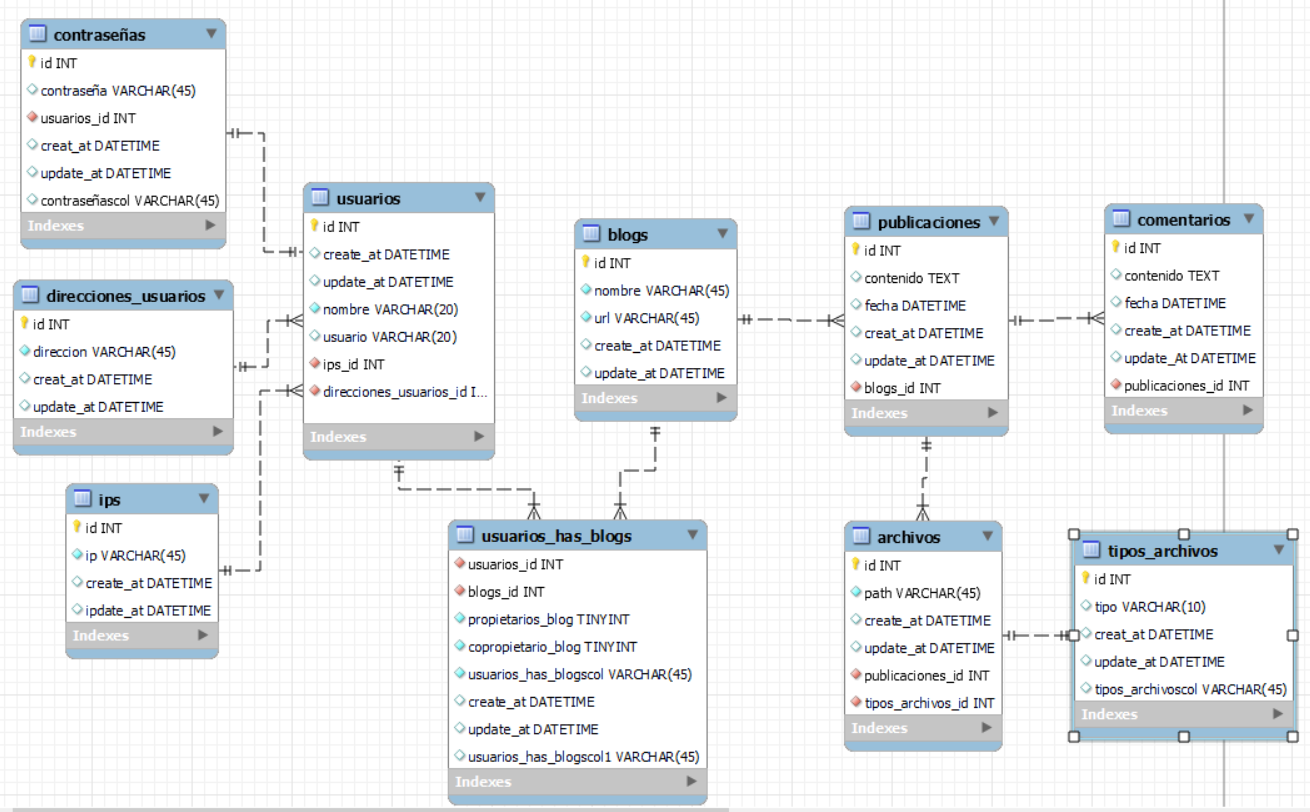 contraseñas
id INT
contraseña VARCHAR(45)
usuarios_id INT
creat_at DATETIME
update_at DATETIME
contraseñascol VARCHAR(45)
Indexes
direcciones_usuarios
id INT
direccion VARCHAR(45)
creat_at DATETIME
update_at DATETIME
Indexes
ips
id INT
ip VARCHAR(45)
create_at DATETIME
ipdate_at DATETIME
Indexes
usuarios
id INT
create_at DATETIME
update_at DATETIME
nombre VARCHAR(20)
usuario VARCHAR(20)
ips_id INT
direcciones_usuarios_id I...
Indexes
blogs
id INT
nombre VARCHAR(45)
url VARCHAR(45)
create_at DATETIME
update_at DATETIME
Indexes
usuarios_has_blogs
usuarios_id INT
blogs_id INT
propietarios_blog TINYINT
copropietario_blog TINYINT
usuarios_has_blogscol VARCHAR(45)
create_at DATETIME
update_at DATETIME
usuarios_has_blogscol1 VARCHAR(45)
Indexes
publicaciones
id INT
contenido TEXT
fecha DATETIME
creat_at DATETIME
update_at DATETIME
blogs_id INT
Indexes
comentarios
id INT
contenido TEXT
fecha DATETIME
create_at DATETIME
update_At DATETIME
publicaciones_id INT
Indexes
archivos
id INT
path VARCHAR(45)
create_at DATETIME
update_at DATETIME
publicaciones_id INT
tipos_archivos_id INT
Indexes
tipos_archivos
id INT
tipo VARCHAR(10)
creat_at DATETIME
update_at DATETIME
tipos_archivoscol VARCHAR(45)
Indexes